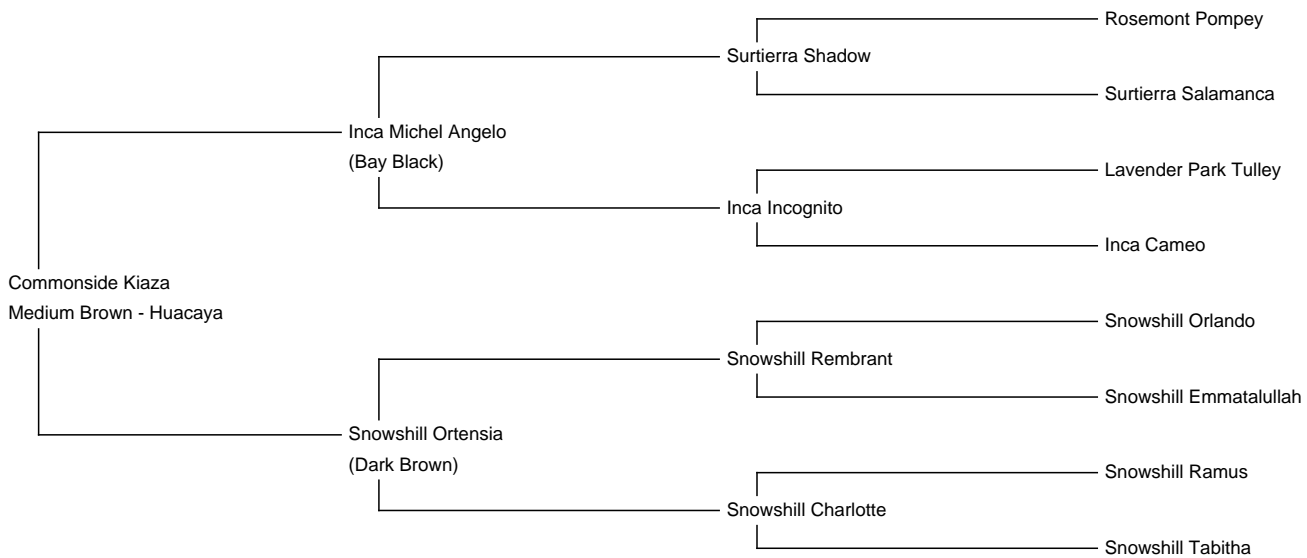 Rosemont Pompey
Surtierra Shadow
Surtierra Salamanca
Inca Michel Angelo
(Bay Black)
Lavender Park Tulley
Inca Incognito
Inca Cameo
Commonside Kiaza
Medium Brown - Huacaya
Snowshill Orlando
Snowshill Rembrant
Snowshill Emmatalullah
Snowshill Ortensia
(Dark Brown)
Snowshill Ramus
Snowshill Charlotte
Snowshill Tabitha